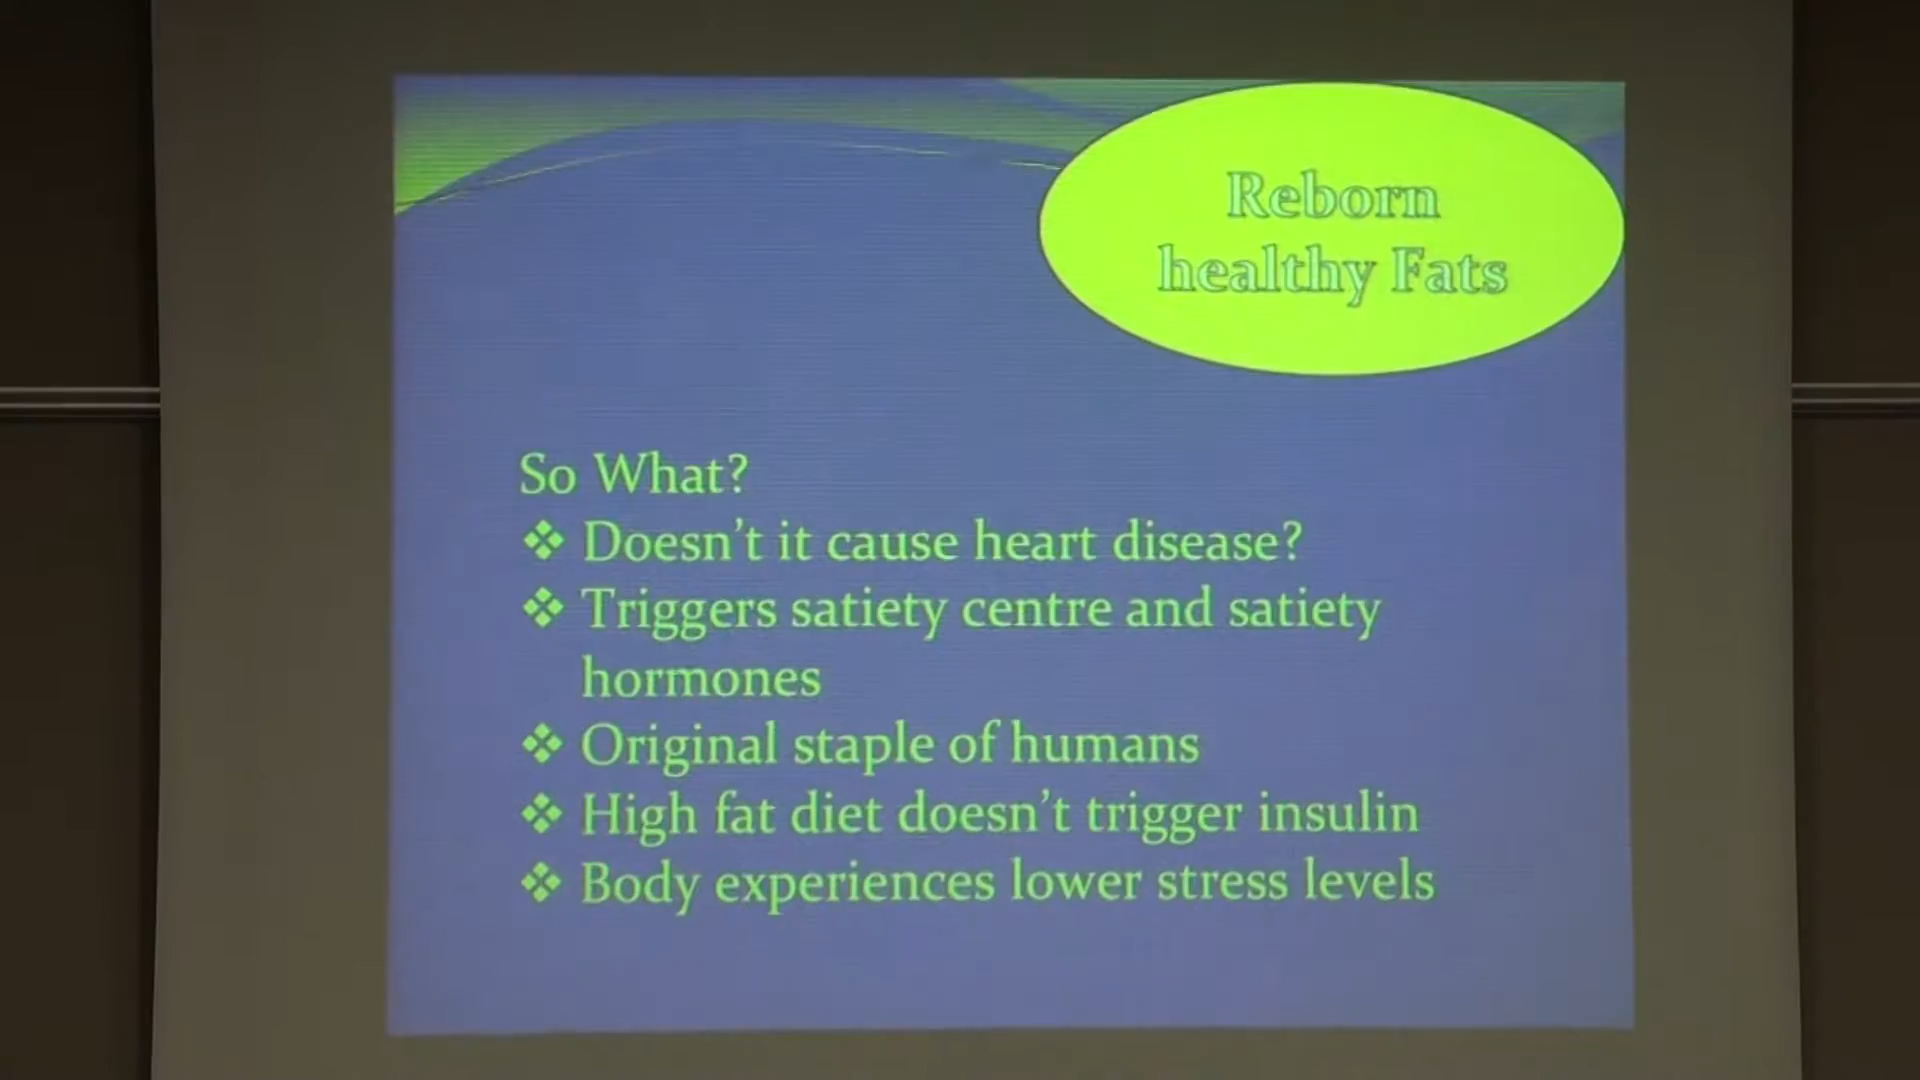 Reborn
healthy Fats
So What?
❖ Doesn't it cause heart disease?
❖ Triggers satiety centre and satiety
hormones
❖ Original staple of humans
❖ High fat diet doesn't trigger insulin
❖ Body experiences lower stress levels